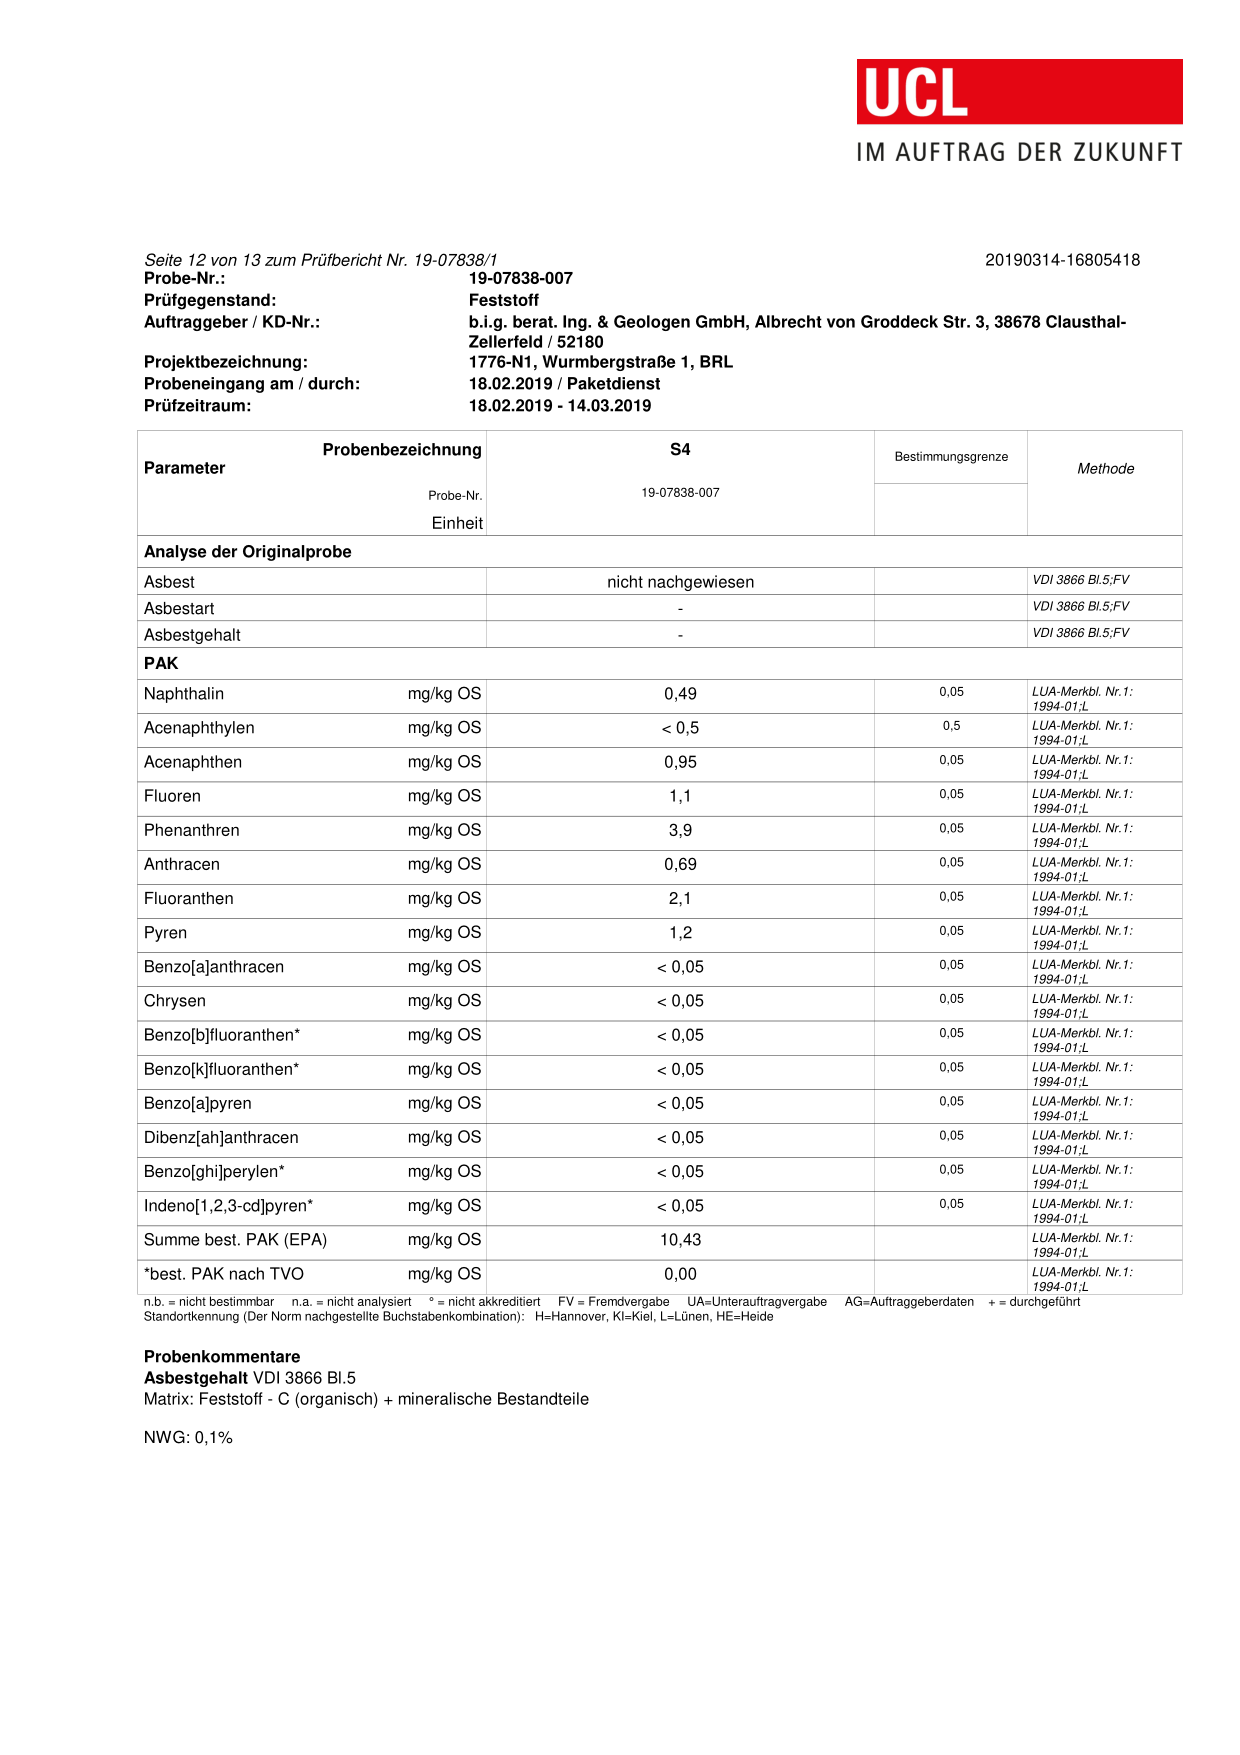 UCL
IM AUFTRAG DER ZUKUNFT
Seite 12 von 13 zum Prüfbericht Nr. 19-07838/1 20190314-16805418
Probe-Nr.: 19-07838-007
Prüfgegenstand: Feststoff
Auftraggeber / KD-Nr.: b.i.g. berat. Ing. & Geologen GmbH, Albrecht von Groddeck Str. 3, 38678 Clausthal-
Zellerfeld / 52180
Projektbezeichnung: 1776-N1, Wurmbergstraße 1, BRL
Probeneingang am / durch: 18.02.2019 / Paketdienst
Prüfzeitraum: 18.02.2019 - 14.03.2019
Probenbezeichnung S4 Bestimmungsgrenze Methode
Parameter
Probe-Nr. 19-07838-007
Einheit
Analyse der Originalprobe
Asbest nicht nachgewiesen VDI 3866 Bl.5;FV
Asbestart - VDI 3866 Bl.5;FV
Asbestgehalt - VDI 3866 Bl.5;FV
PAK
Naphthalin mg/kg OS 0,49 0,05 LUA-Merkbl. Nr.1:
1994-01;L
Acenaphthylen mg/kg OS < 0,5 0,5 LUA-Merkbl. Nr.1:
1994-01;L
Acenaphthen mg/kg OS 0,95 0,05 LUA-Merkbl. Nr.1:
1994-01;L
Fluoren mg/kg OS 1,1 0,05 LUA-Merkbl. Nr.1:
1994-01;L
Phenanthren mg/kg OS 3,9 0,05 LUA-Merkbl. Nr.1:
1994-01;L
Anthracen mg/kg OS 0,69 0,05 LUA-Merkbl. Nr.1:
1994-01;L
Fluoranthen mg/kg OS 2,1 0,05 LUA-Merkbl. Nr.1:
1994-01;L
Pyren mg/kg OS 1,2 0,05 LUA-Merkbl. Nr.1:
1994-01;L
Benzo[a]anthracen mg/kg OS < 0,05 0,05 LUA-Merkbl. Nr.1:
1994-01;L
Chrysen mg/kg OS < 0,05 0,05 LUA-Merkbl. Nr.1:
1994-01;L
Benzo[b]fluoranthen* mg/kg OS < 0,05 0,05 LUA-Merkbl. Nr.1:
1994-01;L
Benzo[k]fluoranthen* mg/kg OS < 0,05 0,05 LUA-Merkbl. Nr.1:
1994-01;L
Benzo[a]pyren mg/kg OS < 0,05 0,05 LUA-Merkbl. Nr.1:
1994-01;L
Dibenz[ah]anthracen mg/kg OS < 0,05 0,05 LUA-Merkbl. Nr.1:
1994-01;L
Benzo[ghi]perylen* mg/kg OS < 0,05 0,05 LUA-Merkbl. Nr.1:
1994-01;L
Indeno[1,2,3-cd]pyren* mg/kg OS < 0,05 0,05 LUA-Merkbl. Nr.1:
1994-01;L
Summe best. PAK (EPA) mg/kg OS 10,43 LUA-Merkbl. Nr.1:
1994-01;L
*best. PAK nach TVO mg/kg OS 0,00 LUA-Merkbl. Nr.1:
1994-01;L
n.b. = nicht bestimmbar n.a. = nicht analysiert ° = nicht akkreditiert FV = Fremdvergabe UA=Unterauftragvergabe AG=Auftraggeberdaten + = durchgeführt
Standortkennung (Der Norm nachgestellte Buchstabenkombination): H=Hannover, KI=Kiel, L=Lünen, HE=Heide
Probenkommentare
Asbestgehalt VDI 3866 Bl.5
Matrix: Feststoff - C (organisch) + mineralische Bestandteile
NWG: 0,1%